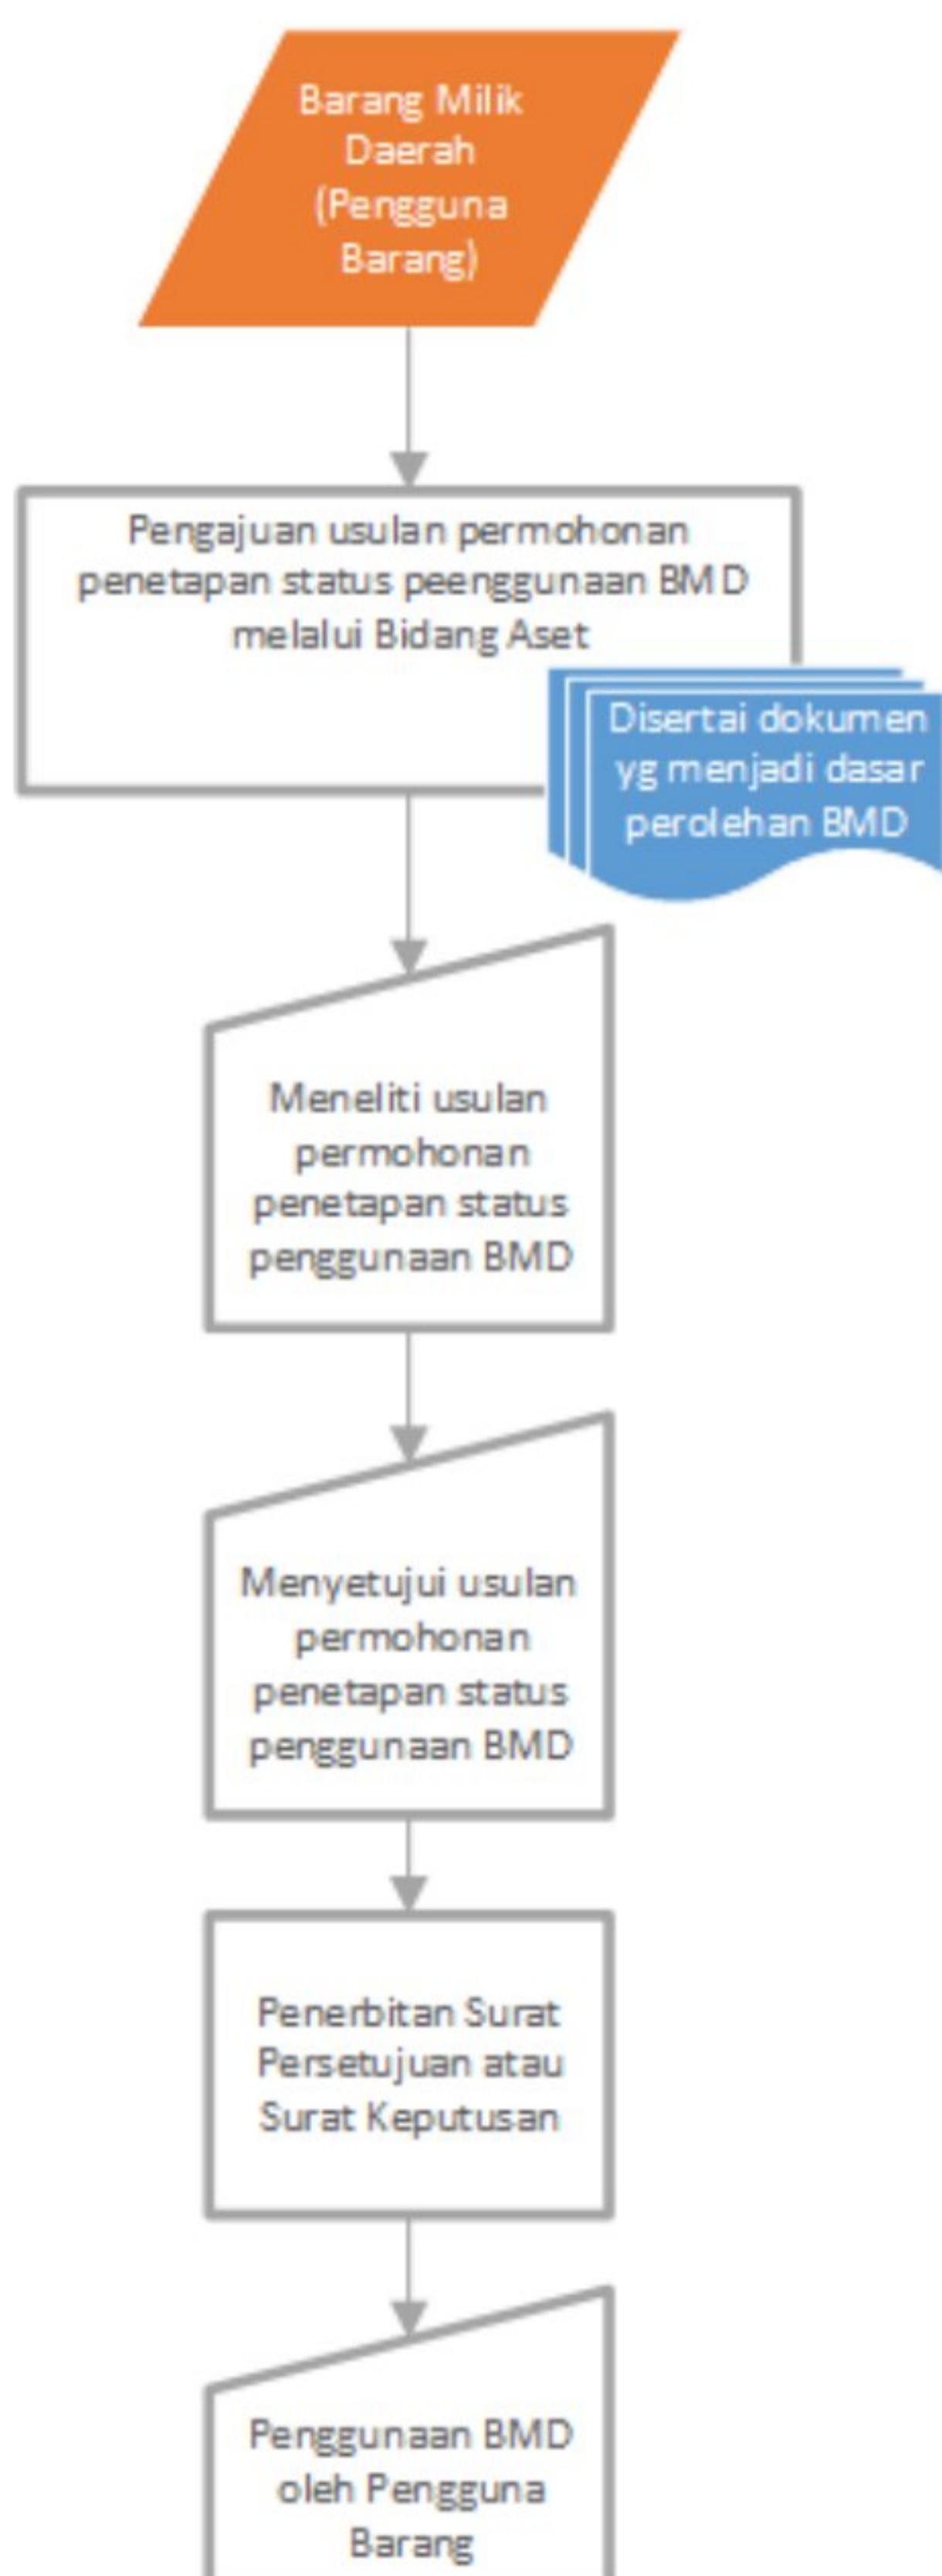 Barang Milik
Daerah
(Pengguna
Barang)
Pengajuan usulan permohonan
penetapan status peenggunaan BMD
melalui Bidang Aset
Disertai dokumen
yg menjadi dasar
perolehan BMD
Meneliti usulan
permohonan
penetapan status
penggunaan BMD
Menyetujui usulan
permohonan
penetapan status
penggunaan BMD
Penerbitan Surat
Persetujuan atau
Surat Keputusan
Penggunaan BMD
oleh Pengguna
Barang